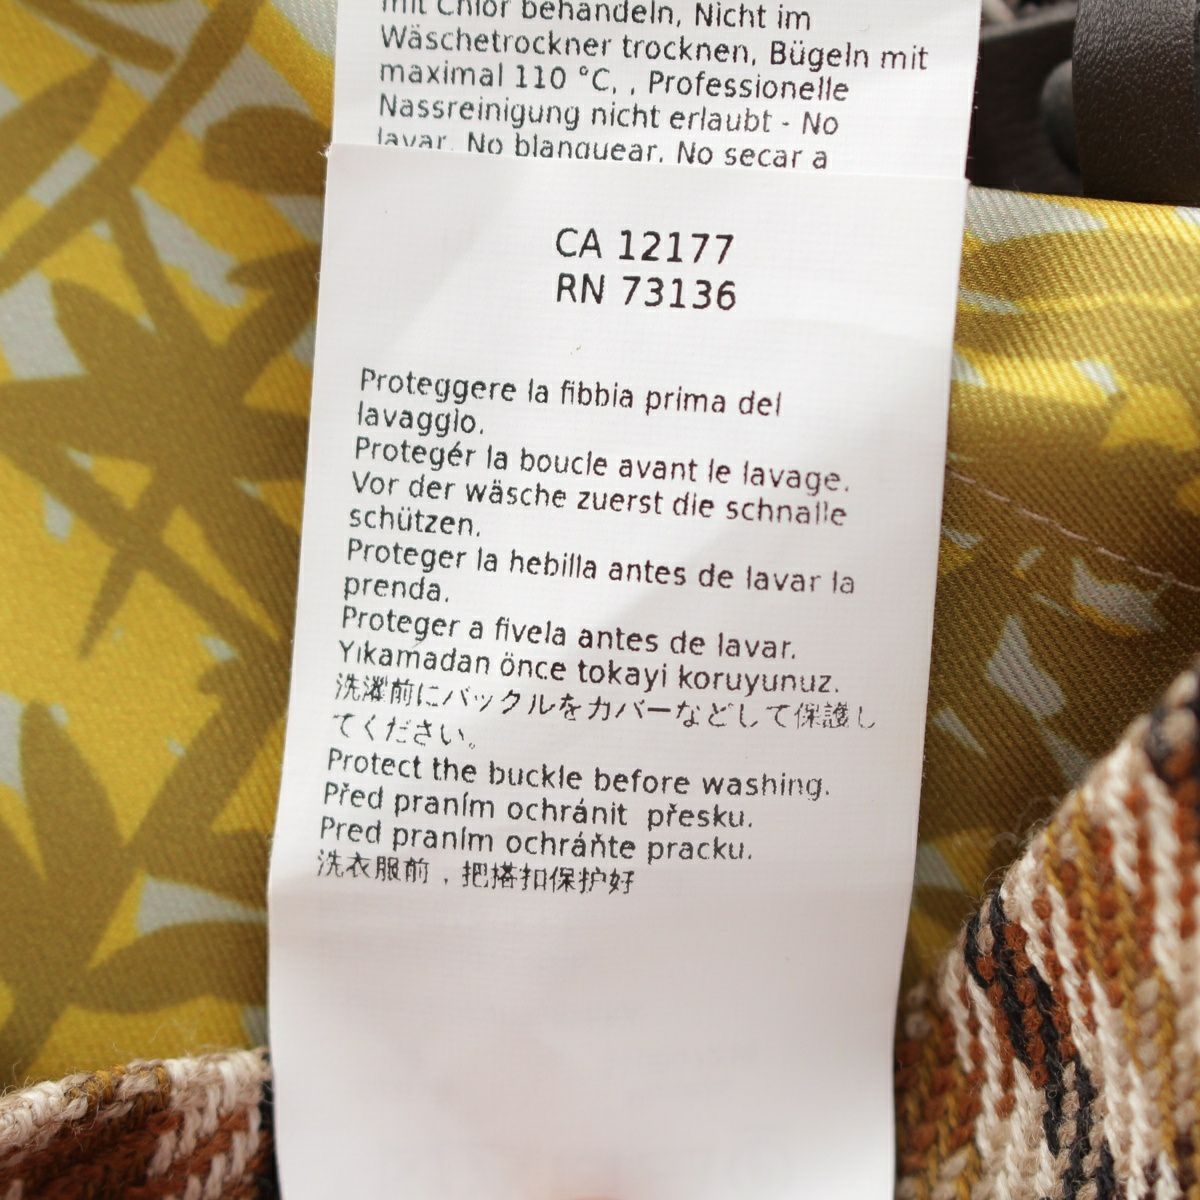 mit Chlor behandeln, Nicht im
Wäschetrockner trocknen, Bügeln mit
maximal 110 °C, , Professionelle
Nassreinigung nicht erlaubt - No
lavar, No blanquear, No secar a
CA 12177
RN 73136
Proteggere la fibbia prima del
lavaggio.
Protegér la boucle avant le lavage.
Vor der wäsche zuerst die schnalle
schützen.
Proteger la hebilla antes de lavar la
prenda.
Proteger a fivela antes de lavar.
Yıkamadan önce tokayi koruyunuz.
洗濯前にバックルをカバーなどして保護し
てください。
Protect the buckle before washing.
Před praním ochránit přesku.
Pred praním ochráňte pracku.
洗衣服前，把搭扣保护好